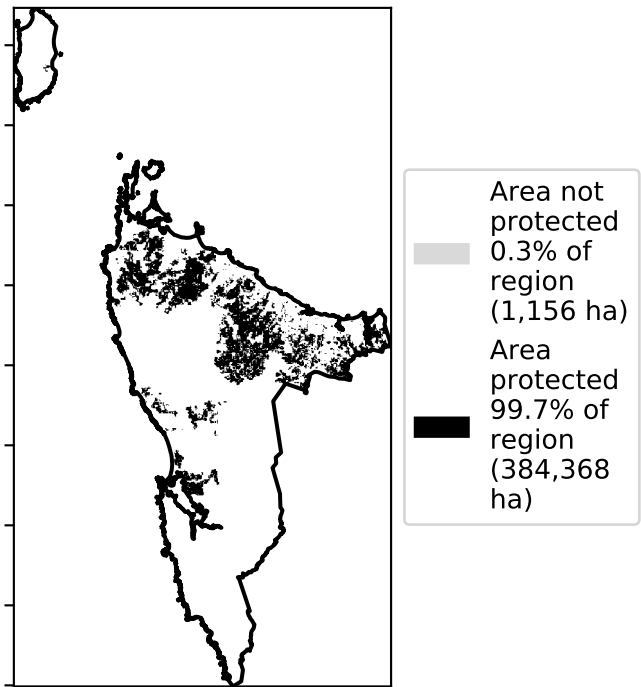 Area not
protected
0.3% of
region
(1,156 ha)
Area
protected
99.7% of
region
(384,368
ha)